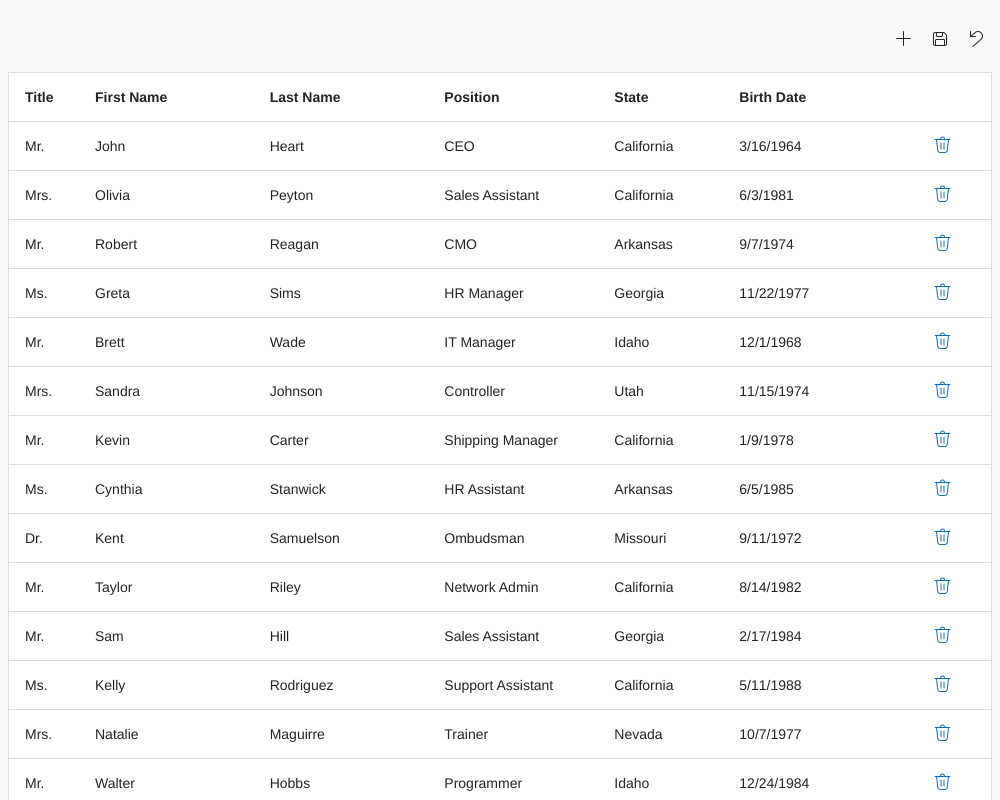 Title First Name Last Name Position State Birth Date
Mr. John Heart CEO California 3/16/1964
Mrs. Olivia Peyton Sales Assistant California 6/3/1981
Mr. Robert Reagan CMO Arkansas 9/7/1974
Ms. Greta Sims HR Manager Georgia 11/22/1977
Mr. Brett Wade IT Manager Idaho 12/1/1968
Mrs. Sandra Johnson Controller Utah 11/15/1974
Mr. Kevin Carter Shipping Manager California 1/9/1978
Ms. Cynthia Stanwick HR Assistant Arkansas 6/5/1985
Dr. Kent Samuelson Ombudsman Missouri 9/11/1972
Mr. Taylor Riley Network Admin California 8/14/1982
Mr. Sam Hill Sales Assistant Georgia 2/17/1984
Ms. Kelly Rodriguez Support Assistant California 5/11/1988
Mrs. Natalie Maguirre Trainer Nevada 10/7/1977
Mr. Walter Hobbs Programmer Idaho 12/24/1984